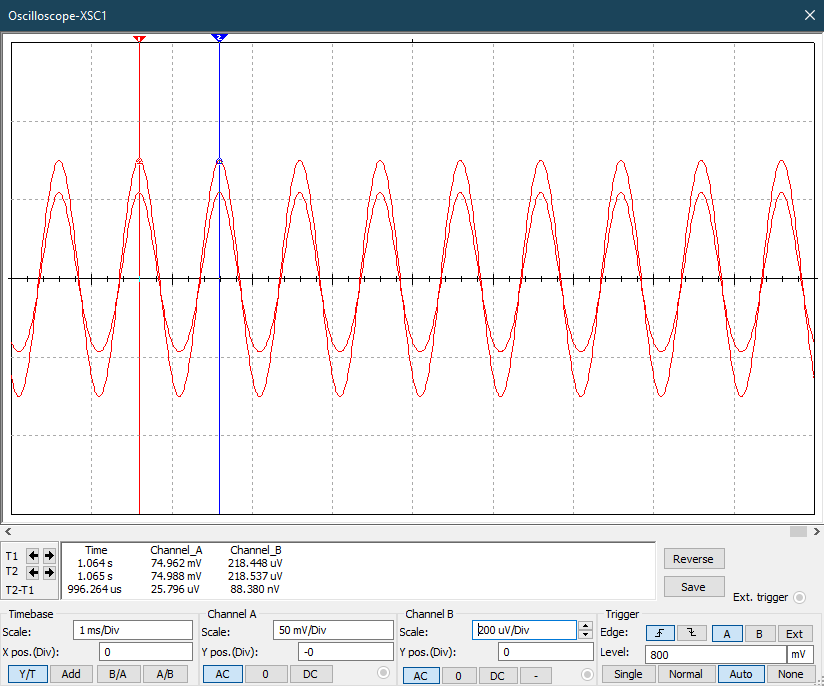 Oscilloscope-XSC1
1 2
T1
T2
T2-T1
Time Channel_A Channel_B
1.064 s 74.962 mV 218.448 uV
1.065 s 74.988 mV 218.537 uV
996.264 us 25.796 uV 88.380 nV
Reverse
Save
Ext. trigger
Timebase
Scale: 1 ms/Div
X pos.(Div): 0
Y/T Add B/A A/B
Channel A
Scale: 50 mV/Div
Y pos.(Div): -0
AC 0 DC
Channel B
Scale: 200 uV/Div
Y pos.(Div): 0
AC 0 DC -
Trigger
Edge: A B Ext
Level: 800 mV
Single Normal Auto None